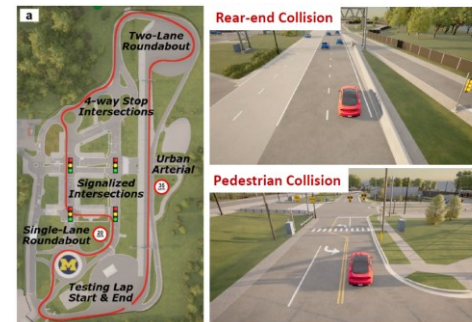 a
Two-Lane
Roundabout
4-way Stop
Intersections
Urban
Arterial
Signalized
Intersections
Single-Lane
Roundabout
M
Testing Lap
Start & End
Rear-end Collision
Pedestrian Collision